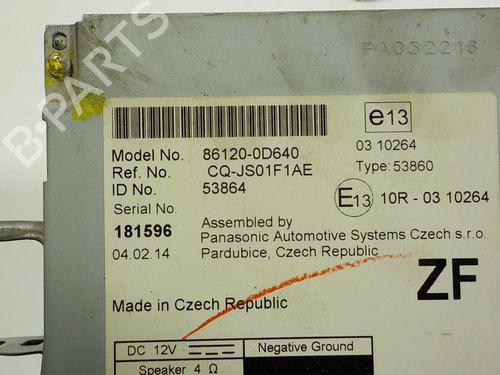 PA032216
e13
Model No. 86120-0D640
03 10264
Ref. No. CQ-JS01F1AE
Type: 53860
ID No. 53864
E13 10R - 03 10264
Serial No.
181596
Assembled by
Panasonic Automotive Systems Czech s.r.o.
04.02.14
Pardubice, Czech Republic
ZF
Made in Czech Republic
DC 12V
Negative Ground
Speaker 4 Ω
B-PARTS